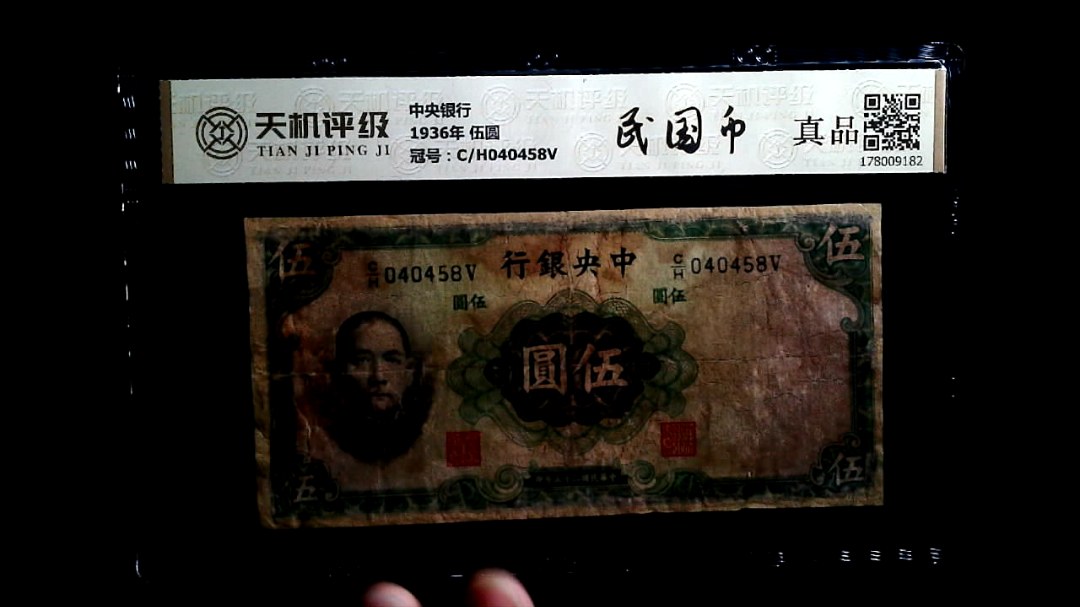 天机评级
TIAN JI PING JI
中央银行
1936年 伍圆
冠号：C/H040458V
民国币
真品
178009182
伍
C/H 040458V
行銀央中
C/H 040458V
伍
圓伍
圓伍
圓伍
五
伍